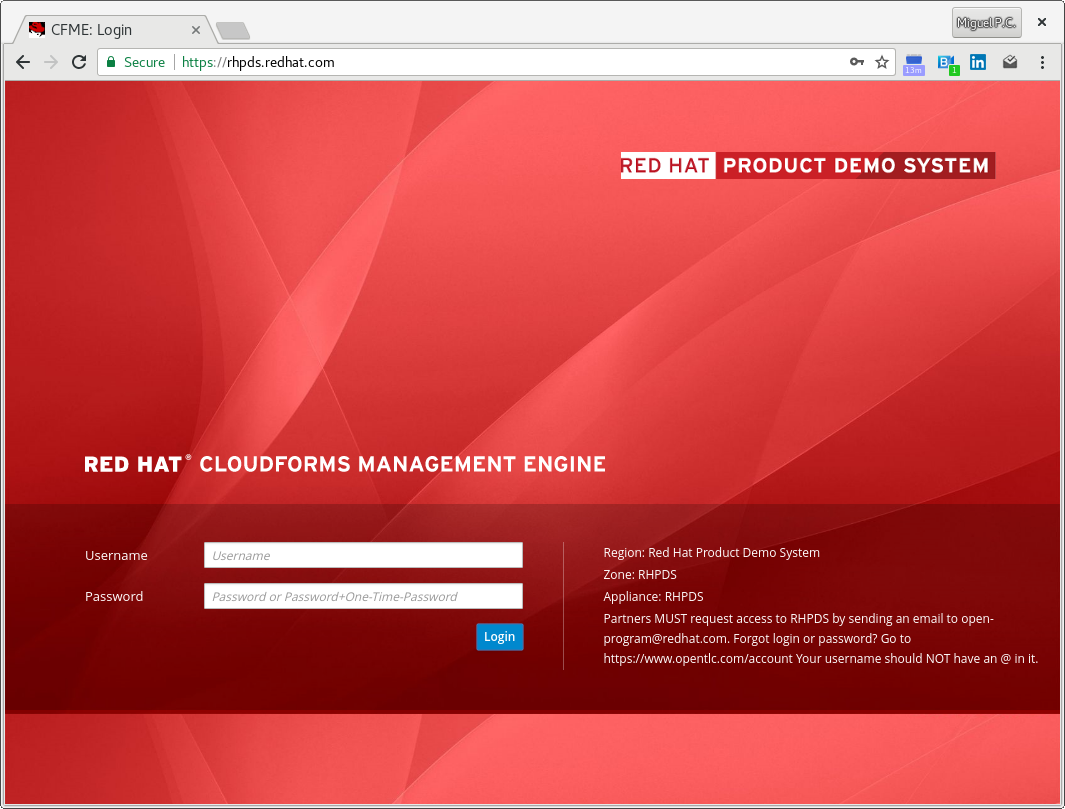 CFME: Login
Miguel P.C.
Secure
https://rhpds.redhat.com
13m
1
RED HAT PRODUCT DEMO SYSTEM
RED HAT® CLOUDFORMS MANAGEMENT ENGINE
Username
Username
Password
Password or Password+One-Time-Password
Login
Region: Red Hat Product Demo System
Zone: RHPDS
Appliance: RHPDS
Partners MUST request access to RHPDS by sending an email to open-
program@redhat.com. Forgot login or password? Go to
https://www.opentlc.com/account Your username should NOT have an @ in it.